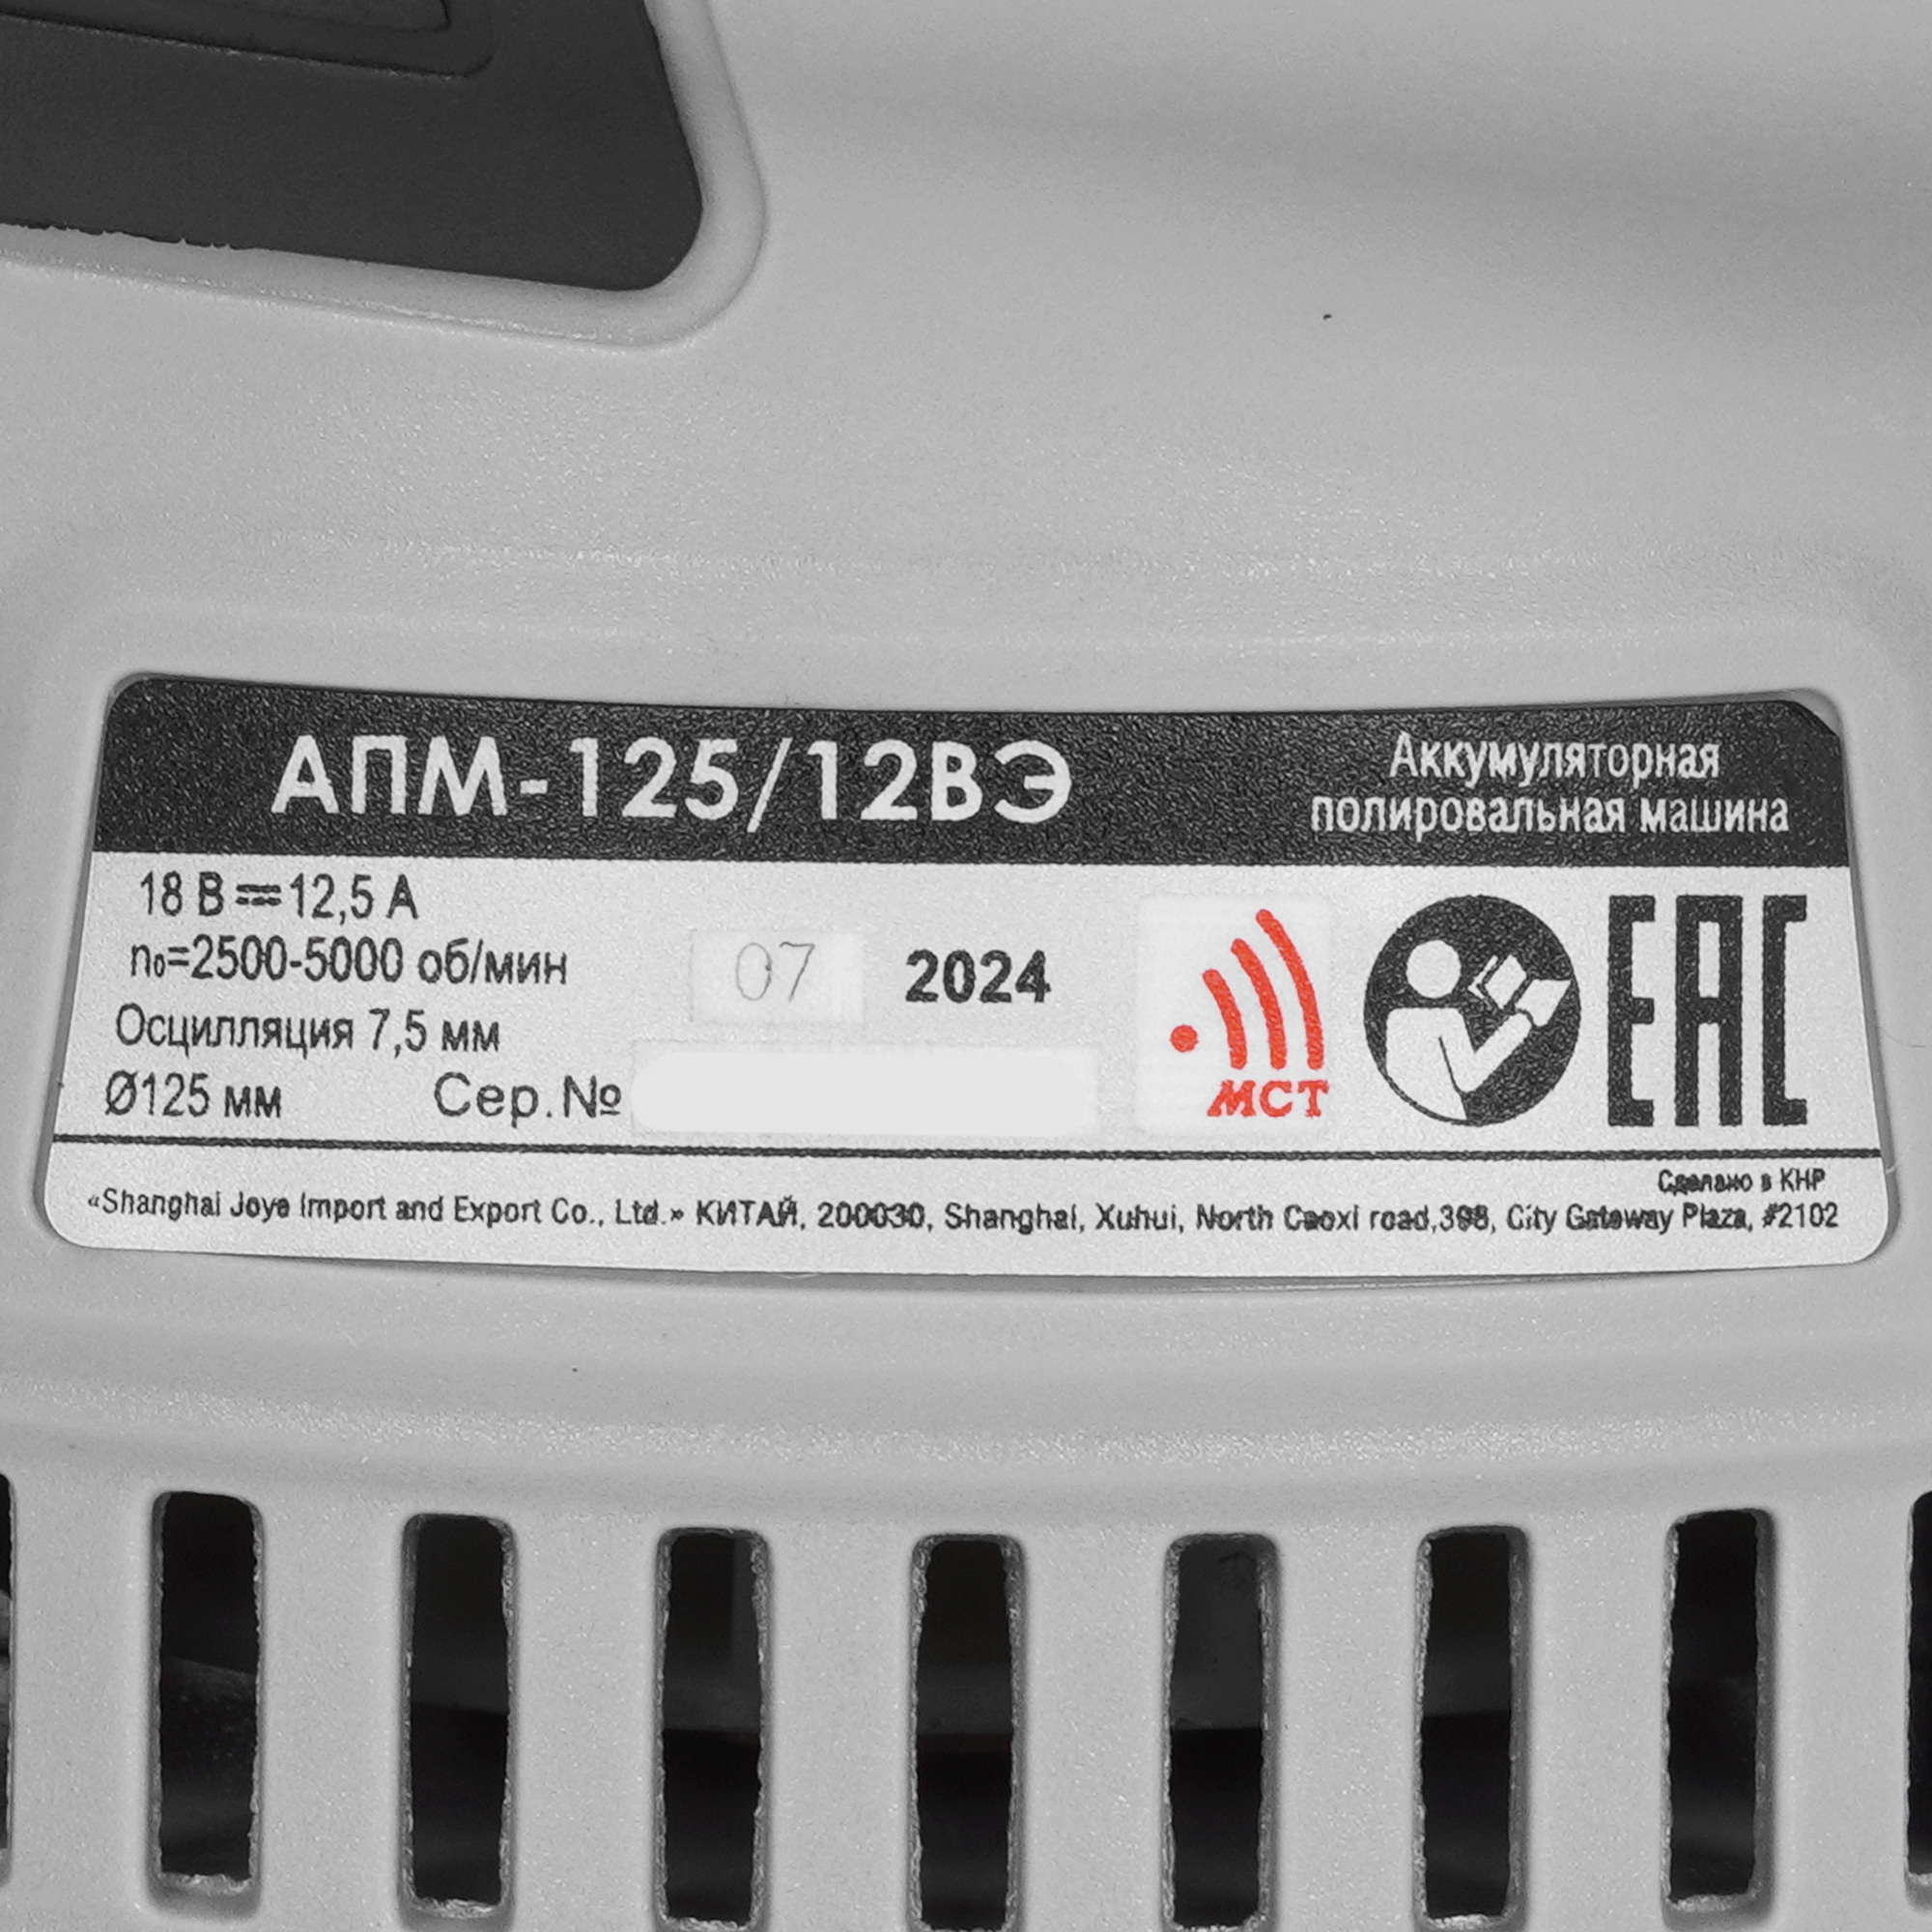 АПМ-125/12ВЭ
Аккумуляторная
полировальная машина
18 В⎓12,5 А
n₀=2500-5000 об/мин
Осцилляция 7,5 мм
Ø125 мм
07 2024
Сер.№
МСТ
ЕАС
Сделано в КНР
«Shanghai Joye Import and Export Co., Ltd.» КИТАЙ, 200030, Shanghai, Xuhui, North Caoxi road,398, City Gateway Plaza, #2102